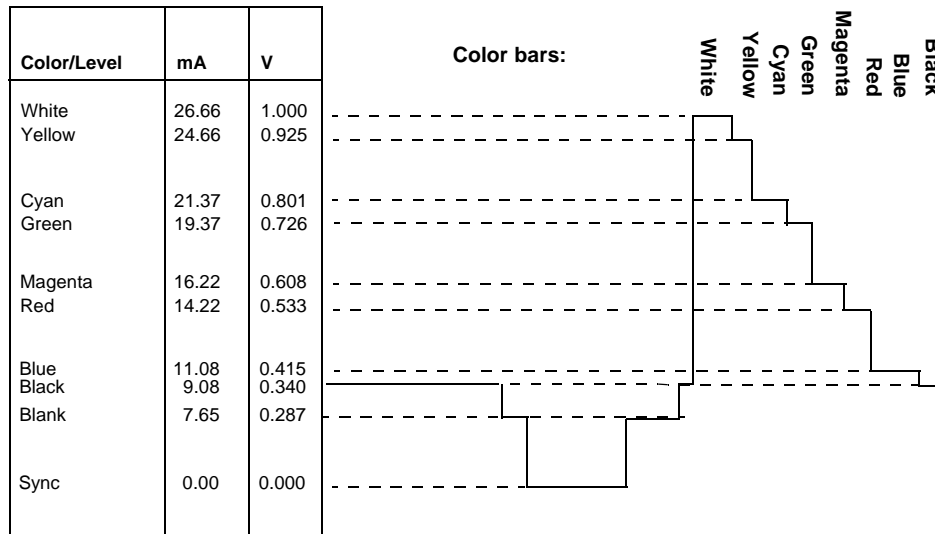 Color/Level mA V
White 26.66 1.000
Yellow 24.66 0.925
Cyan 21.37 0.801
Green 19.37 0.726
Magenta 16.22 0.608
Red 14.22 0.533
Blue 11.08 0.415
Black 9.08 0.340
Blank 7.65 0.287
Sync 0.00 0.000
Color bars:
White
Yellow
Cyan
Green
Magenta
Red
Blue
Black